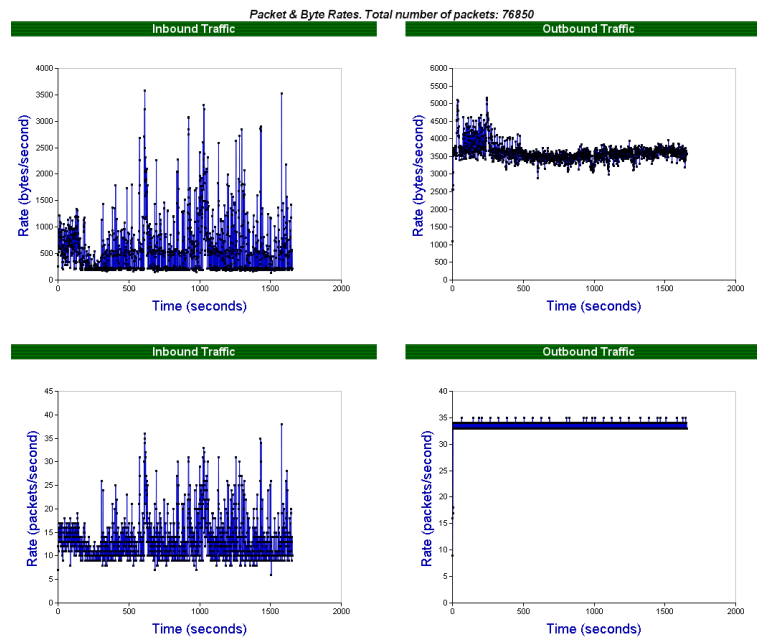 Packet & Byte Rates. Total number of packets: 76850
Inbound Traffic
Outbound Traffic
4000
3500
3000
2500
2000
1500
1000
500
0
Rate (bytes/second)
0 500 1000 1500 2000
Time (seconds)
6000
5500
5000
4500
4000
3500
3000
2500
2000
1500
1000
500
0
Rate (bytes/second)
0 500 1000 1500 2000
Time (seconds)
Inbound Traffic
Outbound Traffic
45
40
35
30
25
20
15
10
5
0
Rate (packets/second)
0 500 1000 1500 2000
Time (seconds)
40
35
30
25
20
15
10
5
0
Rate (packets/second)
0 500 1000 1500 2000
Time (seconds)